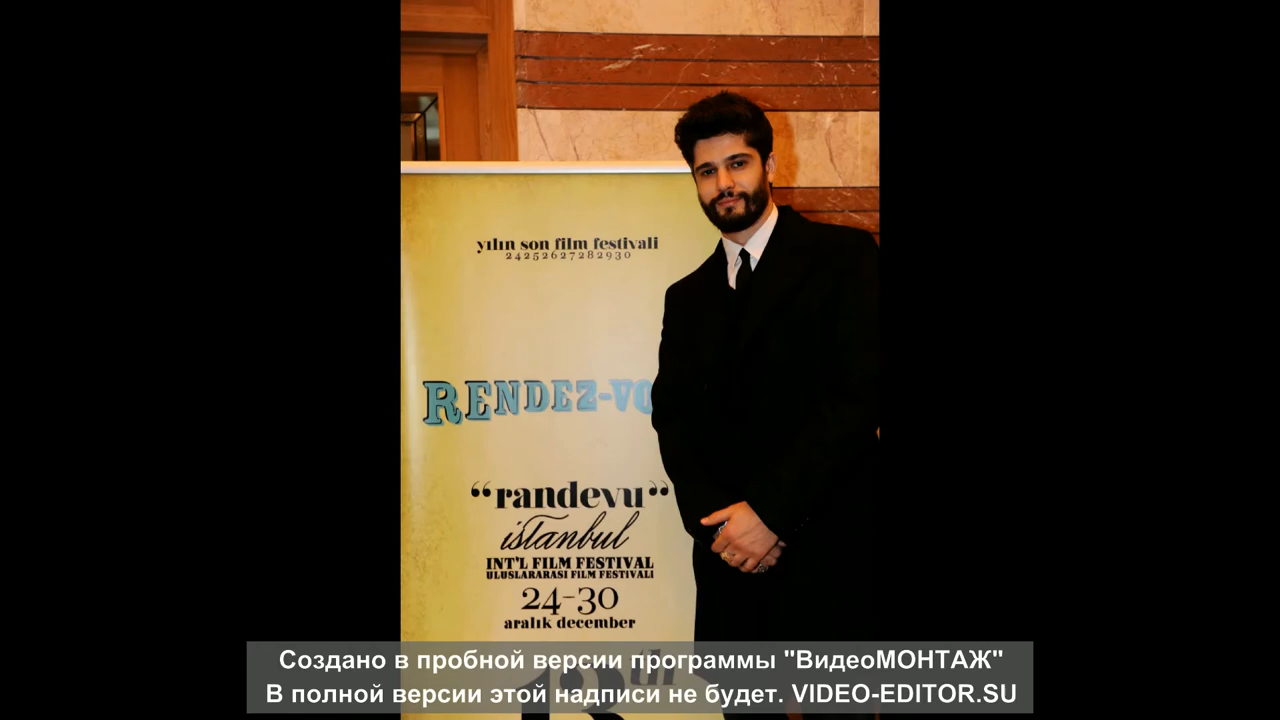 yılın son film festivali
24252627282930
RENDEZ-VO
“randevu”
istanbul
INT'L FILM FESTIVAL
ULUSLARARASI FILM FESTIVALI
24-30
aralık december
13th
Создано в пробной версии программы "ВидеоМОНТАЖ"
В полной версии этой надписи не будет. VIDEO-EDITOR.SU